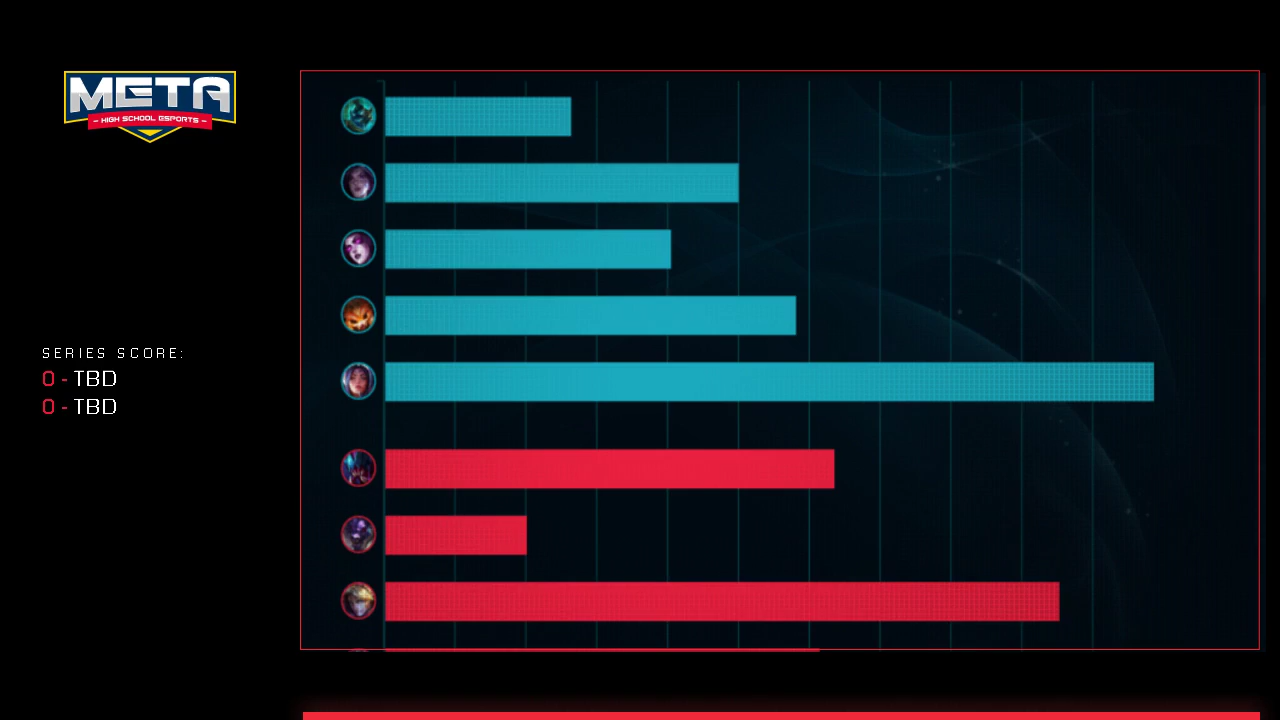 META
- HIGH SCHOOL ESPORTS -
SERIES SCORE:
0 - TBD
0 - TBD